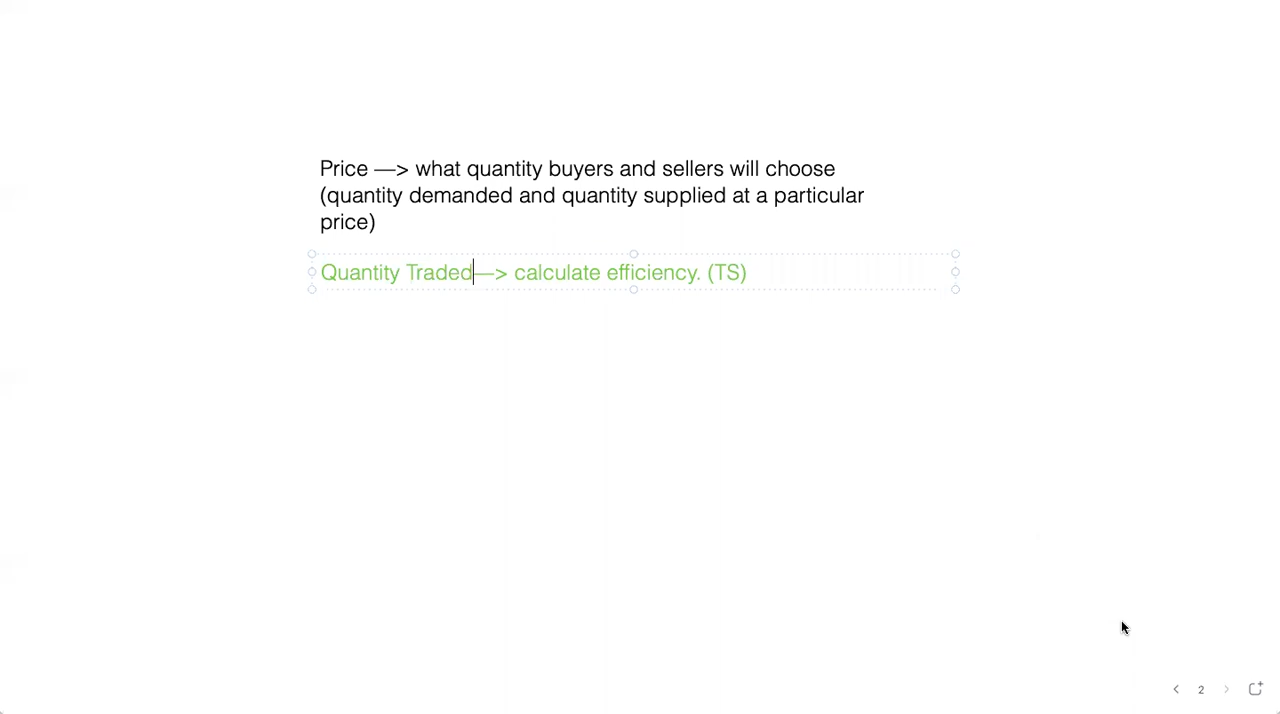 Price —> what quantity buyers and sellers will choose
(quantity demanded and quantity supplied at a particular
price)
Quantity Traded—> calculate efficiency. (TS)
2